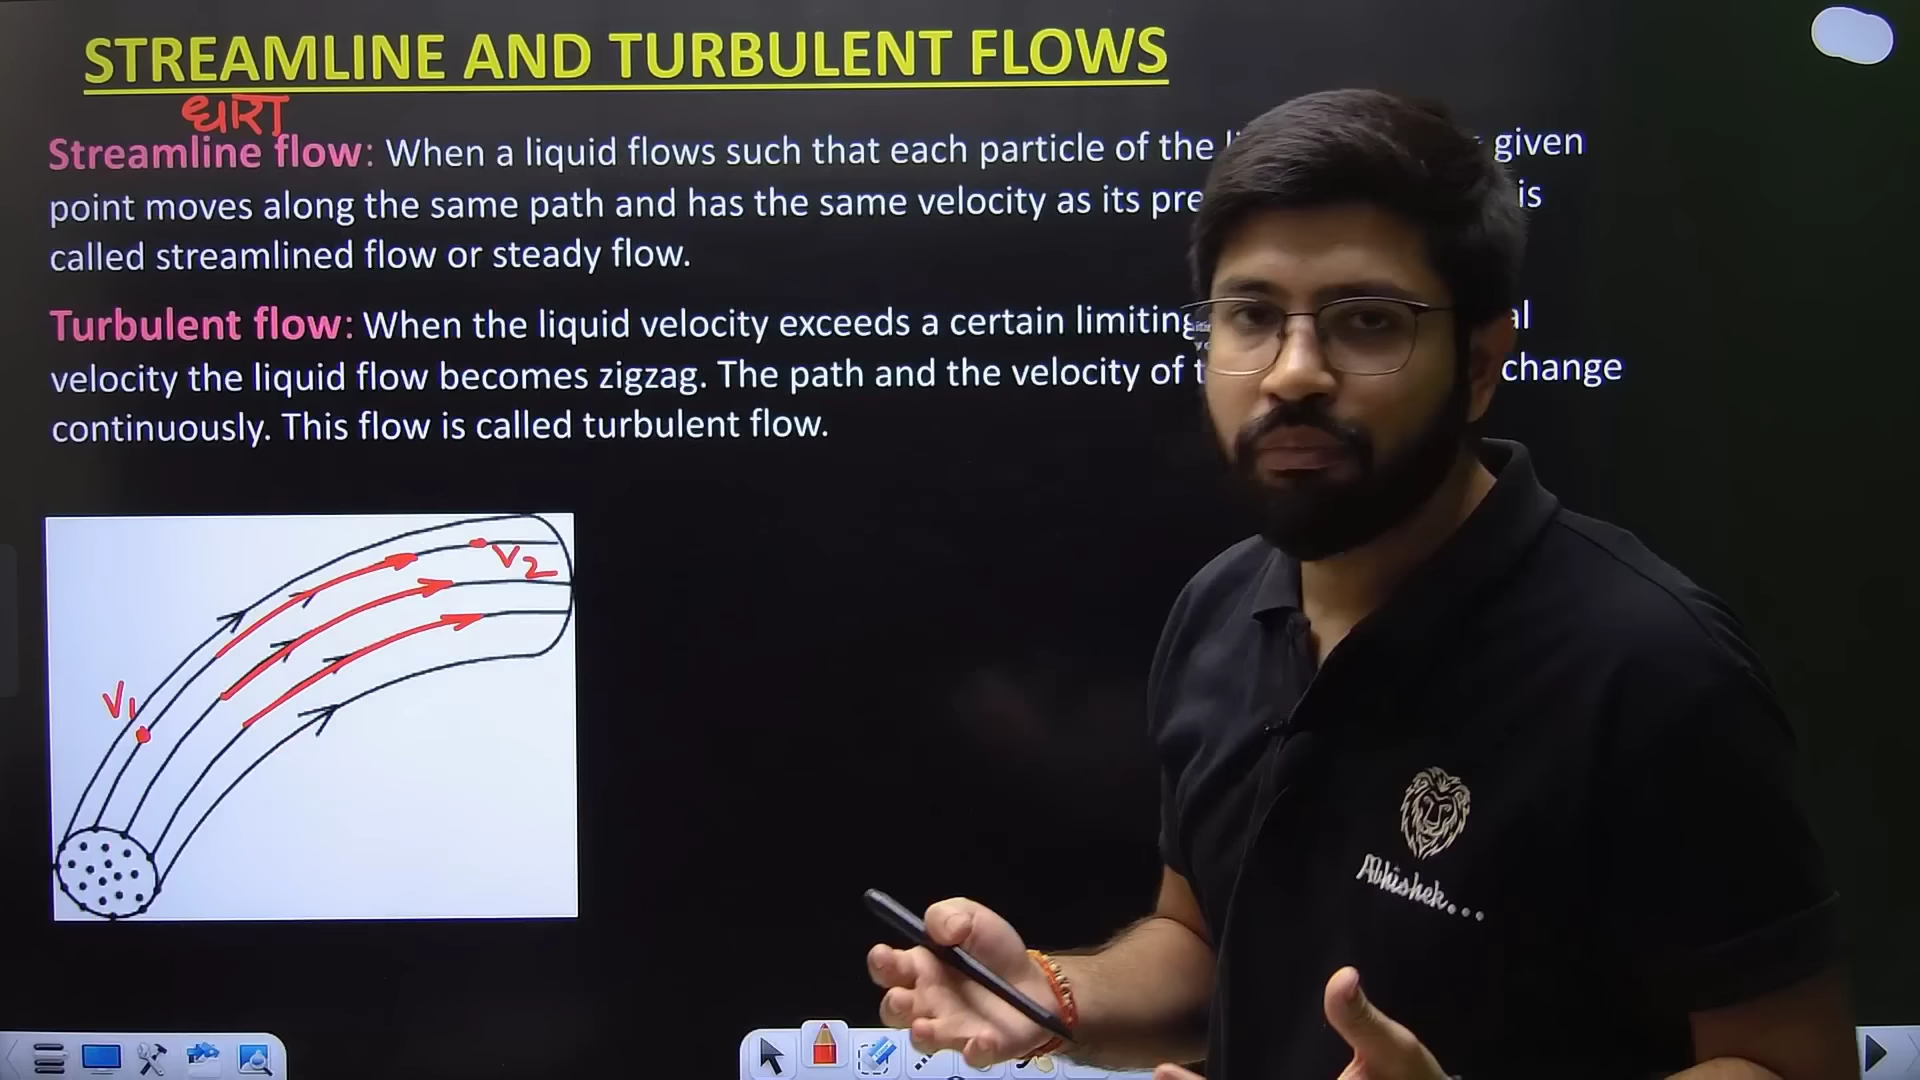 STREAMLINE AND TURBULENT FLOWS
धारा
Streamline flow: When a liquid flows such that each particle of the given
point moves along the same path and has the same velocity as its is
called streamlined flow or steady flow.
Turbulent flow: When the liquid velocity exceeds a certain limiting
velocity the liquid flow becomes zigzag. The path and the velocity of change
continuously. This flow is called turbulent flow.
V2
V1
Abhishek...